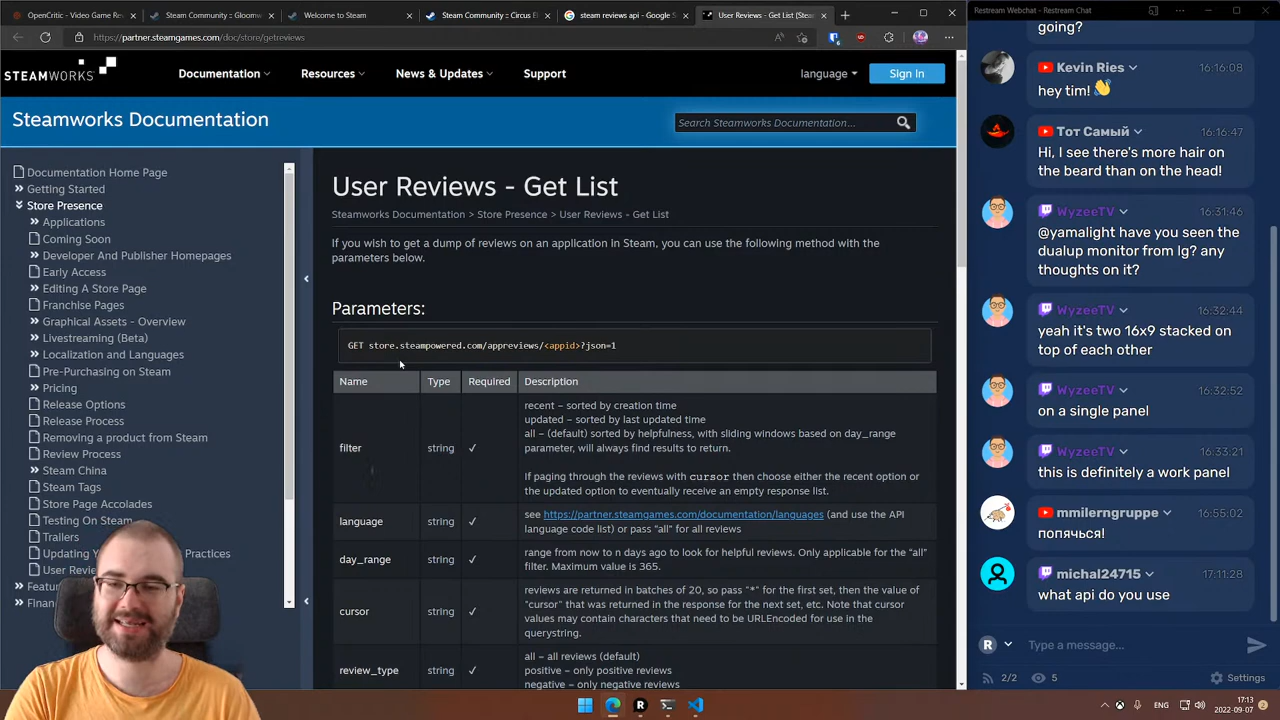 OpenCritic - Video Game Re
Steam Community :: Gloomw
Welcome to Steam
Steam Community :: Circus El
steam reviews api - Google S
User Reviews - Get List (Steam
https://partner.steamgames.com/doc/store/getreviews
STEAMWORKS
Documentation
Resources
News & Updates
Support
language
Sign In
Steamworks Documentation
Search Steamworks Documentation...
Documentation Home Page
Getting Started
Store Presence
Applications
Coming Soon
Developer And Publisher Homepages
Early Access
Editing A Store Page
Franchise Pages
Graphical Assets - Overview
Livestreaming (Beta)
Localization and Languages
Pre-Purchasing on Steam
Pricing
Release Options
Release Process
Removing a product from Steam
Review Process
Steam China
Steam Tags
Store Page Accolades
Testing On Steam
Trailers
Updating Y
Practices
User Revie
Featu
Finan
User Reviews - Get List
Steamworks Documentation > Store Presence > User Reviews - Get List
If you wish to get a dump of reviews on an application in Steam, you can use the following method with the
parameters below.
Parameters:
GET store.steampowered.com/appreviews/<appid>?json=1
Name Type Required Description
filter string ✓
recent – sorted by creation time
updated – sorted by last updated time
all – (default) sorted by helpfulness, with sliding windows based on day_range
parameter, will always find results to return.
If paging through the reviews with cursor then choose either the recent option or
the updated option to eventually receive an empty response list.
language string ✓
see https://partner.steamgames.com/documentation/languages (and use the API
language code list) or pass “all” for all reviews
day_range string ✓
range from now to n days ago to look for helpful reviews. Only applicable for the “all”
filter. Maximum value is 365.
cursor string ✓
reviews are returned in batches of 20, so pass "*" for the first set, then the value of
"cursor" that was returned in the response for the next set, etc. Note that cursor
values may contain characters that need to be URLEncoded for use in the
querystring.
review_type string ✓
all – all reviews (default)
positive – only positive reviews
negative – only negative reviews
Restream Webchat - Restream Chat
going?
Kevin Ries
16:16:08
hey tim! 👋
Тот Самый
16:16:47
Hi, I see there's more hair on
the beard than on the head!
WyzeeTV
16:31:46
@yamalight have you seen the
dualup monitor from lg? any
thoughts on it?
WyzeeTV
16:32:44
yeah it's two 16x9 stacked on
top of each other
WyzeeTV
16:32:52
on a single panel
WyzeeTV
16:33:21
this is definitely a work panel
mmilerngruppe
16:55:02
попячься!
michal24715
17:11:28
what api do you use
R
Type a message...
2/2
5
Settings
ENG
17:13
2022-09-07